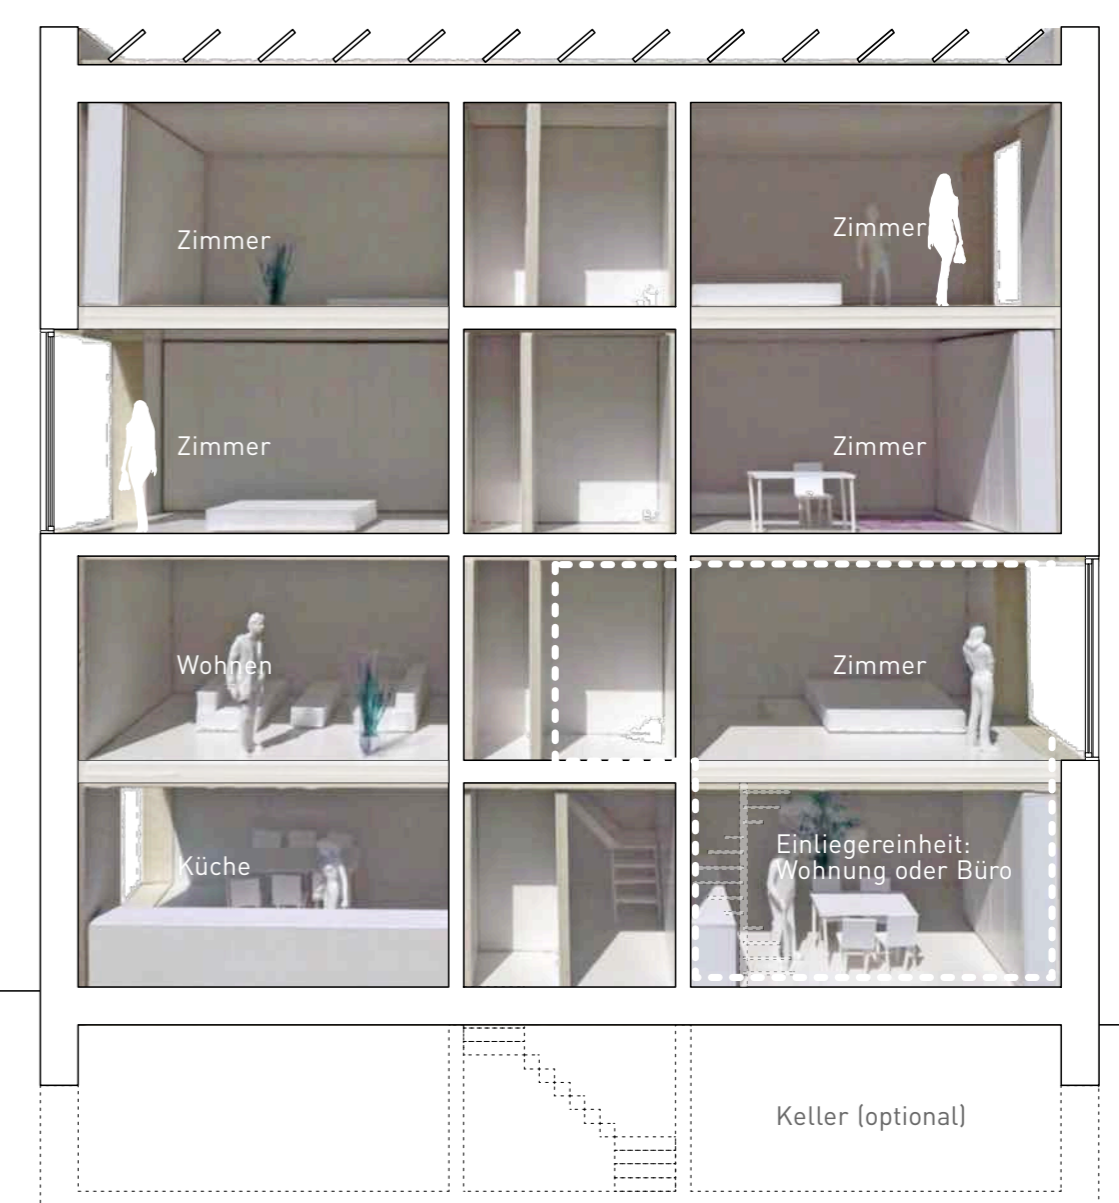 Zimmer
Zimmer
Zimmer
Zimmer
Wohnen
Zimmer
Küche
Einliegereinheit:
Wohnung oder Büro
Keller (optional)